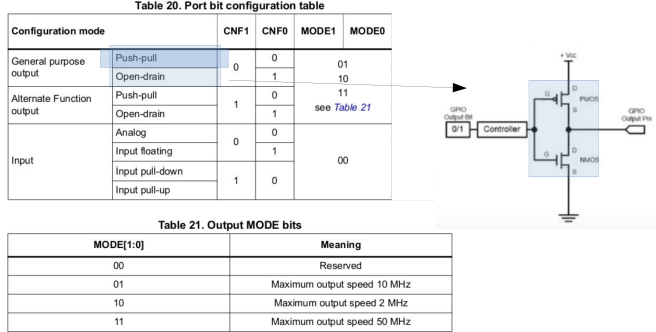 Table 20. Port bit configuration table
Configuration mode CNF1 CNF0 MODE1 MODE0
General purpose output Push-pull 0 0 01
Open-drain 1 10
Alternate Function output Push-pull 1 0 11
Open-drain 1 see Table 21
Input Analog 0 0 00
Input floating 1
Input pull-down 1 0
Input pull-up
+ Vcc
D
G
PMOS
S
GPIO
Output Bit
0/1
Controller
GPIO
Output Pin
D
G
NMOS
S
Table 21. Output MODE bits
MODE[1:0] Meaning
00 Reserved
01 Maximum output speed 10 MHz
10 Maximum output speed 2 MHz
11 Maximum output speed 50 MHz